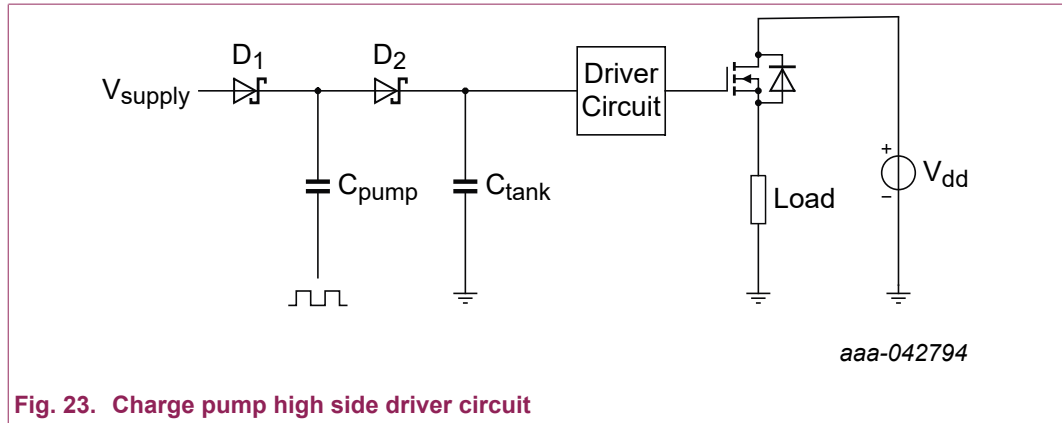 D1
D2
Vsupply
Driver
Circuit
Cpump
Ctank
Load
+
Vdd
−
aaa-042794
Fig. 23. Charge pump high side driver circuit